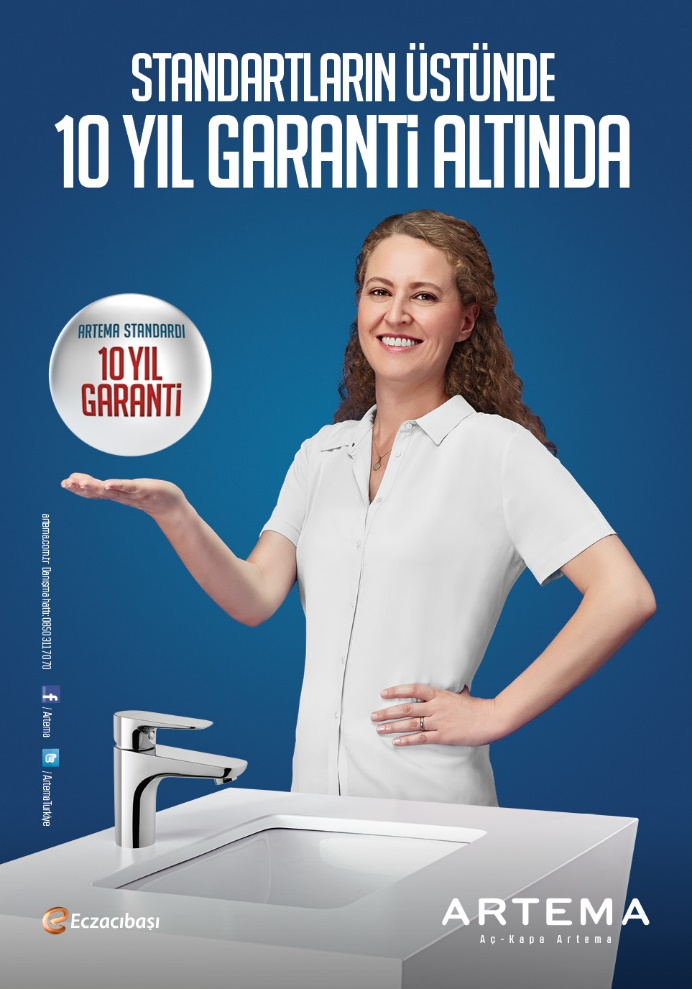 STANDARTLARIN ÜSTÜNDE
10 YIL GARANTİ ALTINDA
ARTEMA STANDARDI
10 YIL
GARANTİ
artema.com.tr Danışma hattı: 0850 311 70 70
f / Artema
/ ArtemaTurkiye
Eczacıbaşı
ARTEMA
Aç-Kapa Artema